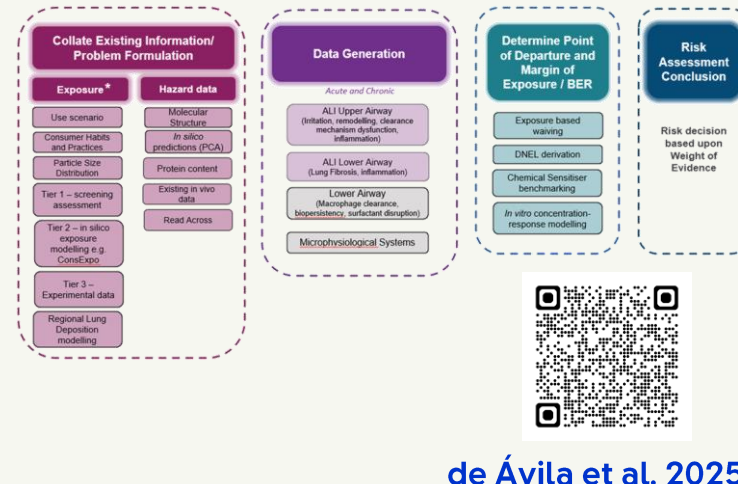 Collate Existing Information/
Problem Formulation
Exposure*
Use scenario
Consumer Habits
and Practices
Particle Size
Distribution
Tier 1 – screening
assessment
Tier 2 – in silico
exposure
modelling e.g.
ConsExpo
Tier 3 –
Experimental data
Regional Lung
Deposition
modelling
Hazard data
Molecular
Structure
In silico
predictions (PCA)
Protein content
Existing in vivo
data
Read Across
Data Generation
Acute and Chronic
ALI Upper Airway
(Irritation, remodelling, clearance
mechanism dysfunction,
inflammation)
ALI Lower Airway
(Lung Fibrosis, inflammation)
Lower Airway
(Macrophage clearance,
biopersistency, surfactant disruption)
Microphysiological Systems
Determine Point
of Departure and
Margin of
Exposure / BER
Exposure based
waiving
DNEL derivation
Chemical Sensitiser
benchmarking
In vitro concentration-
response modelling
Risk
Assessment
Conclusion
Risk decision
based upon
Weight of
Evidence
de Ávila et al. 2025